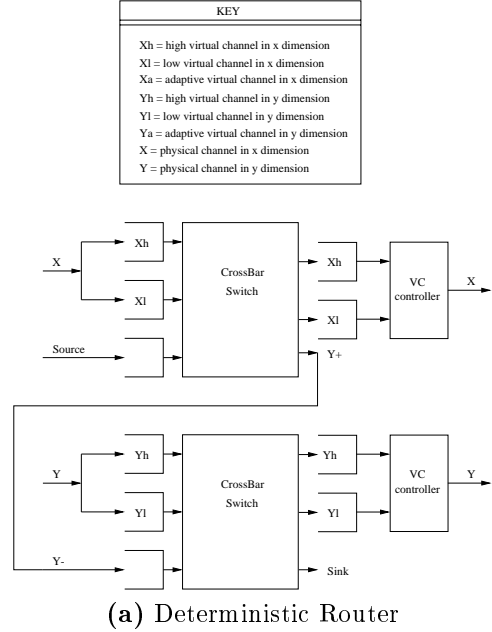 KEY
Xh = high virtual channel in x dimension
Xl = low virtual channel in x dimension
Xa = adaptive virtual channel in x dimension
Yh = high virtual channel in y dimension
Yl = low virtual channel in y dimension
Ya = adaptive virtual channel in y dimension
X = physical channel in x dimension
Y = physical channel in y dimension
X
Xh
Xl
Source
CrossBar
Switch
Xh
Xl
Y+
VC
controller
X
Y
Yh
Yl
Y-
CrossBar
Switch
Yh
Yl
Sink
VC
controller
Y
(a) Deterministic Router